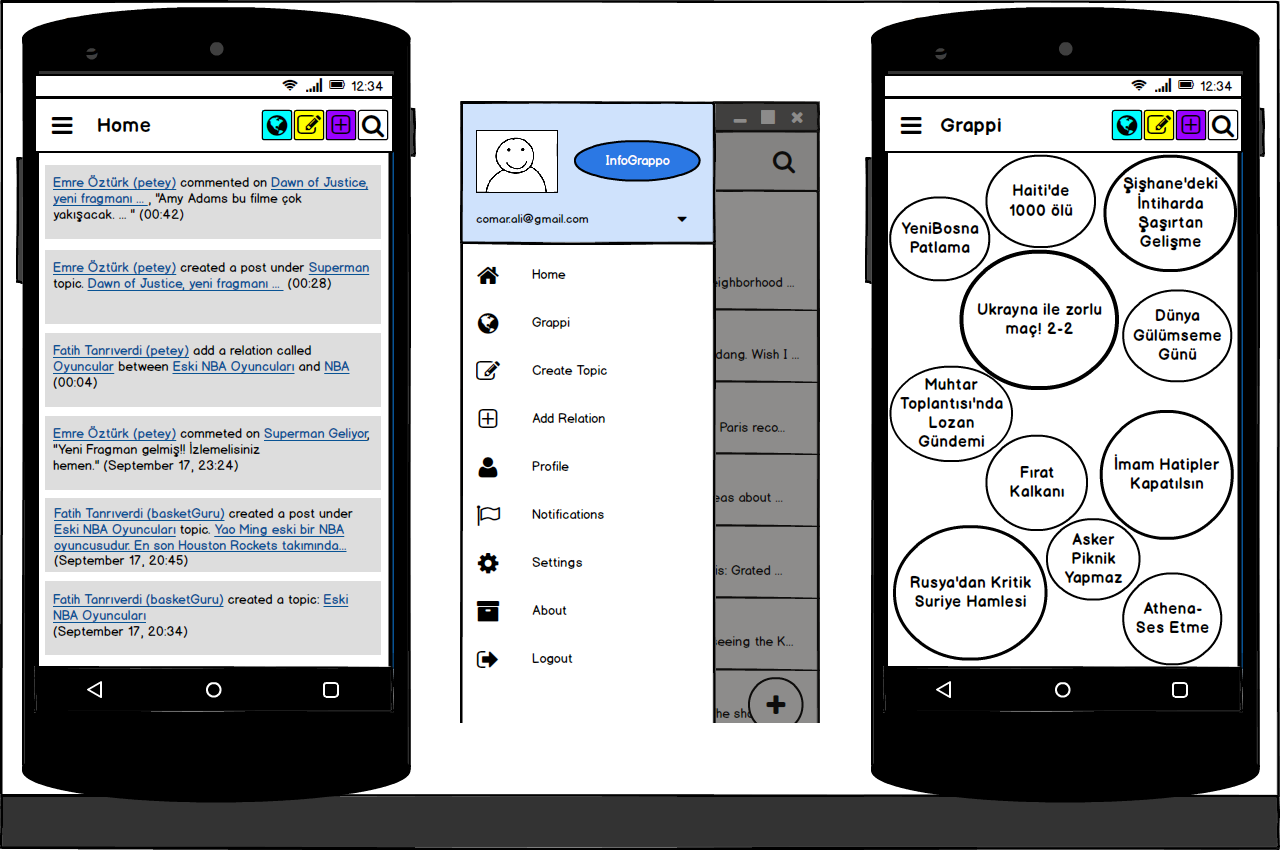 12:34
Home
Emre Öztürk (petey) commented on Dawn of Justice,
yeni fragmanı ... , "Amy Adams bu filme çok
yakışacak. ... " (00:42)
Emre Öztürk (petey) created a post under Superman
topic. Dawn of Justice, yeni fragmanı ... (00:28)
Fatih Tanrıverdi (petey) add a relation called
Oyuncular between Eski NBA Oyuncuları and NBA
(00:04)
Emre Öztürk (petey) commeted on Superman Geliyor,
"Yeni Fragman gelmiş!! İzlemelisiniz
hemen." (September 17, 23:24)
Fatih Tanrıverdi (basketGuru) created a post under
Eski NBA Oyuncuları topic. Yao Ming eski bir NBA
oyuncusudur. En son Houston Rockets takımında...
(September 17, 20:45)
Fatih Tanrıverdi (basketGuru) created a topic: Eski
NBA Oyuncuları
(September 17, 20:34)
InfoGrappo
comar.ali@gmail.com
Home
Grappi
Create Topic
Add Relation
Profile
Notifications
Settings
About
Logout
eighborhood ...
dang. Wish I ...
Paris reco...
eas about ...
is: Grated ...
seeing the K...
he sho
12:34
Grappi
Haiti'de
1000 ölü
Şişhane'deki
İntiharda
Şaşırtan
Gelişme
YeniBosna
Patlama
Ukrayna ile zorlu
maç! 2-2
Dünya
Gülümseme
Günü
Muhtar
Toplantısı'nda
Lozan
Gündemi
Fırat
Kalkanı
İmam Hatipler
Kapatılsın
Asker
Piknik
Yapmaz
Rusya'dan Kritik
Suriye Hamlesi
Athena-
Ses Etme